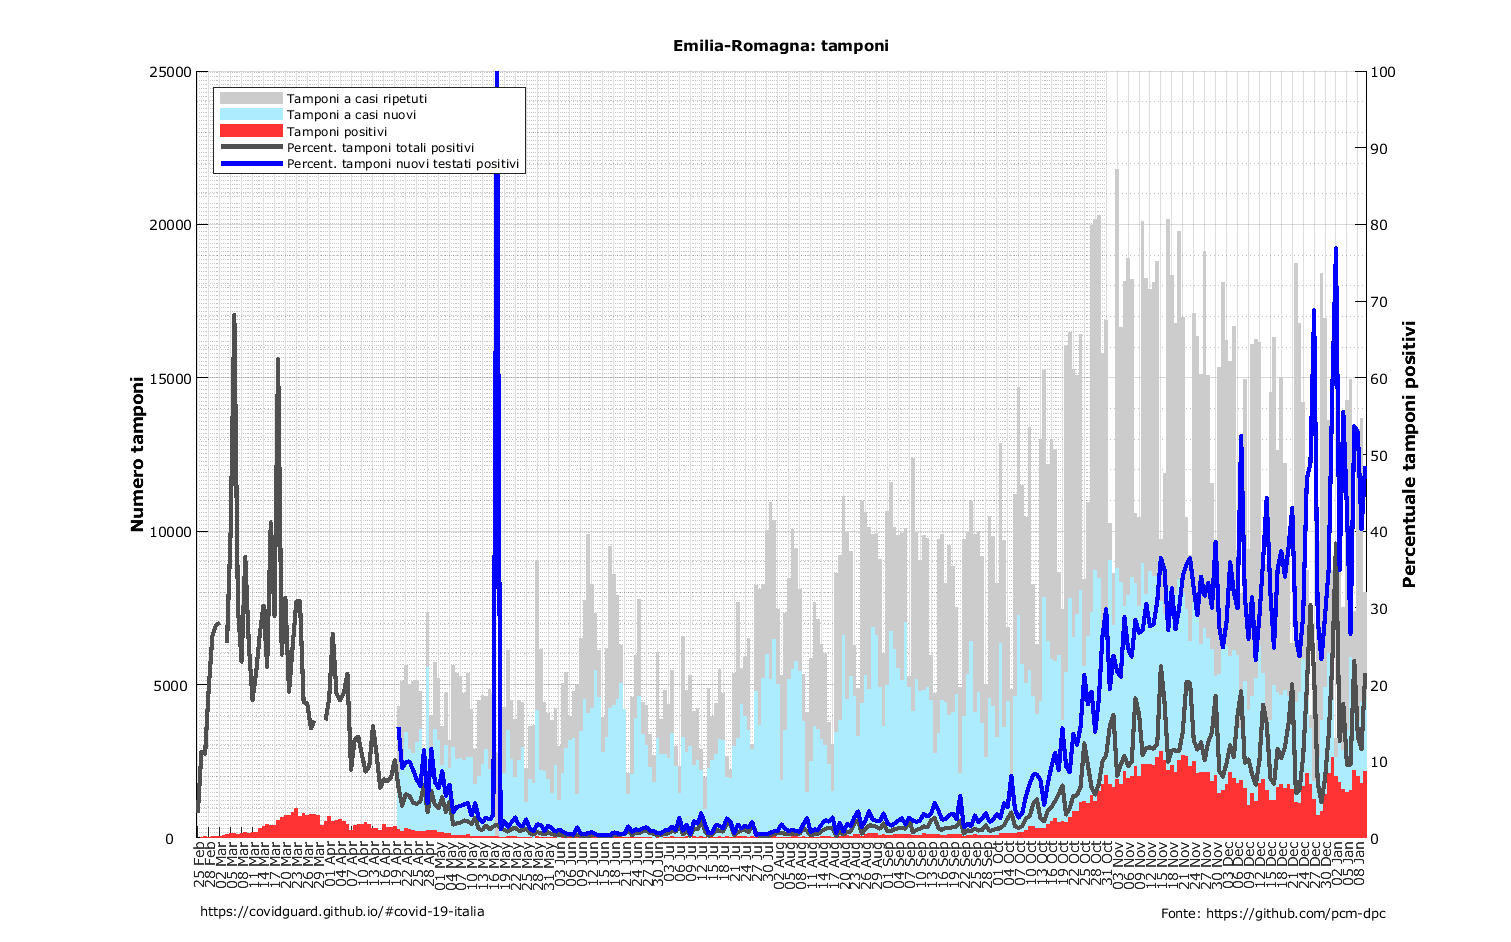 Emilia-Romagna: tamponi
25000
20000
15000
10000
5000
0
100
90
80
70
60
50
40
30
20
10
0
Numero tamponi
Percentuale tamponi positivi
Tamponi a casi ripetuti
Tamponi a casi nuovi
Tamponi positivi
Percent. tamponi totali positivi
Percent. tamponi nuovi testati positivi
25 Feb
28 Feb
02 Mar
05 Mar
08 Mar
11 Mar
14 Mar
17 Mar
20 Mar
23 Mar
26 Mar
29 Mar
01 Apr
04 Apr
07 Apr
10 Apr
13 Apr
16 Apr
19 Apr
22 Apr
25 Apr
28 Apr
01 May
04 May
07 May
10 May
13 May
16 May
19 May
22 May
25 May
28 May
31 May
03 Jun
06 Jun
09 Jun
12 Jun
15 Jun
18 Jun
21 Jun
24 Jun
27 Jun
30 Jun
03 Jul
06 Jul
09 Jul
12 Jul
15 Jul
18 Jul
21 Jul
24 Jul
27 Jul
30 Jul
02 Aug
05 Aug
08 Aug
11 Aug
14 Aug
17 Aug
20 Aug
23 Aug
26 Aug
29 Aug
01 Sep
04 Sep
07 Sep
10 Sep
13 Sep
16 Sep
19 Sep
22 Sep
25 Sep
28 Sep
01 Oct
04 Oct
07 Oct
10 Oct
13 Oct
16 Oct
19 Oct
22 Oct
25 Oct
28 Oct
31 Oct
03 Nov
06 Nov
09 Nov
12 Nov
15 Nov
18 Nov
21 Nov
24 Nov
27 Nov
30 Nov
03 Dec
06 Dec
09 Dec
12 Dec
15 Dec
18 Dec
21 Dec
24 Dec
27 Dec
30 Dec
02 Jan
05 Jan
08 Jan
https://covidguard.github.io/#covid-19-italia
Fonte: https://github.com/pcm-dpc